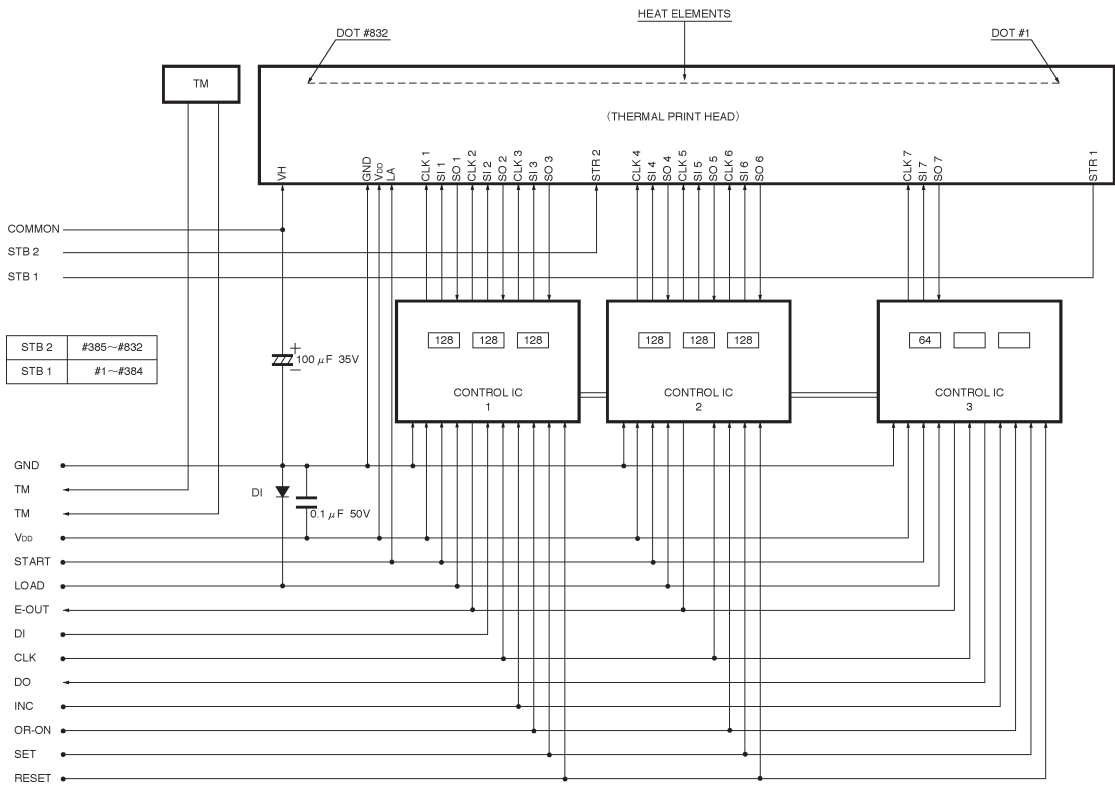 HEAT ELEMENTS
DOT #832
DOT #1
TM
(THERMAL PRINT HEAD)
VH
GND
VDD
LA
CLK 1
SI 1
SO 1
CLK 2
SI 2
SO 2
CLK 3
SI 3
SO 3
STR 2
CLK 4
SI 4
SO 4
CLK 5
SI 5
SO 5
CLK 6
SI 6
SO 6
CLK 7
SI 7
SO 7
STR 1
COMMON
STB 2
STB 1
STB 2 #385~#832
STB 1 #1~#384
+
100 μF 35V
−
128 128 128
CONTROL IC
1
128 128 128
CONTROL IC
2
64
CONTROL IC
3
GND
TM
DI
0.1 μF 50V
TM
VDD
START
LOAD
E-OUT
DI
CLK
DO
INC
OR-ON
SET
RESET